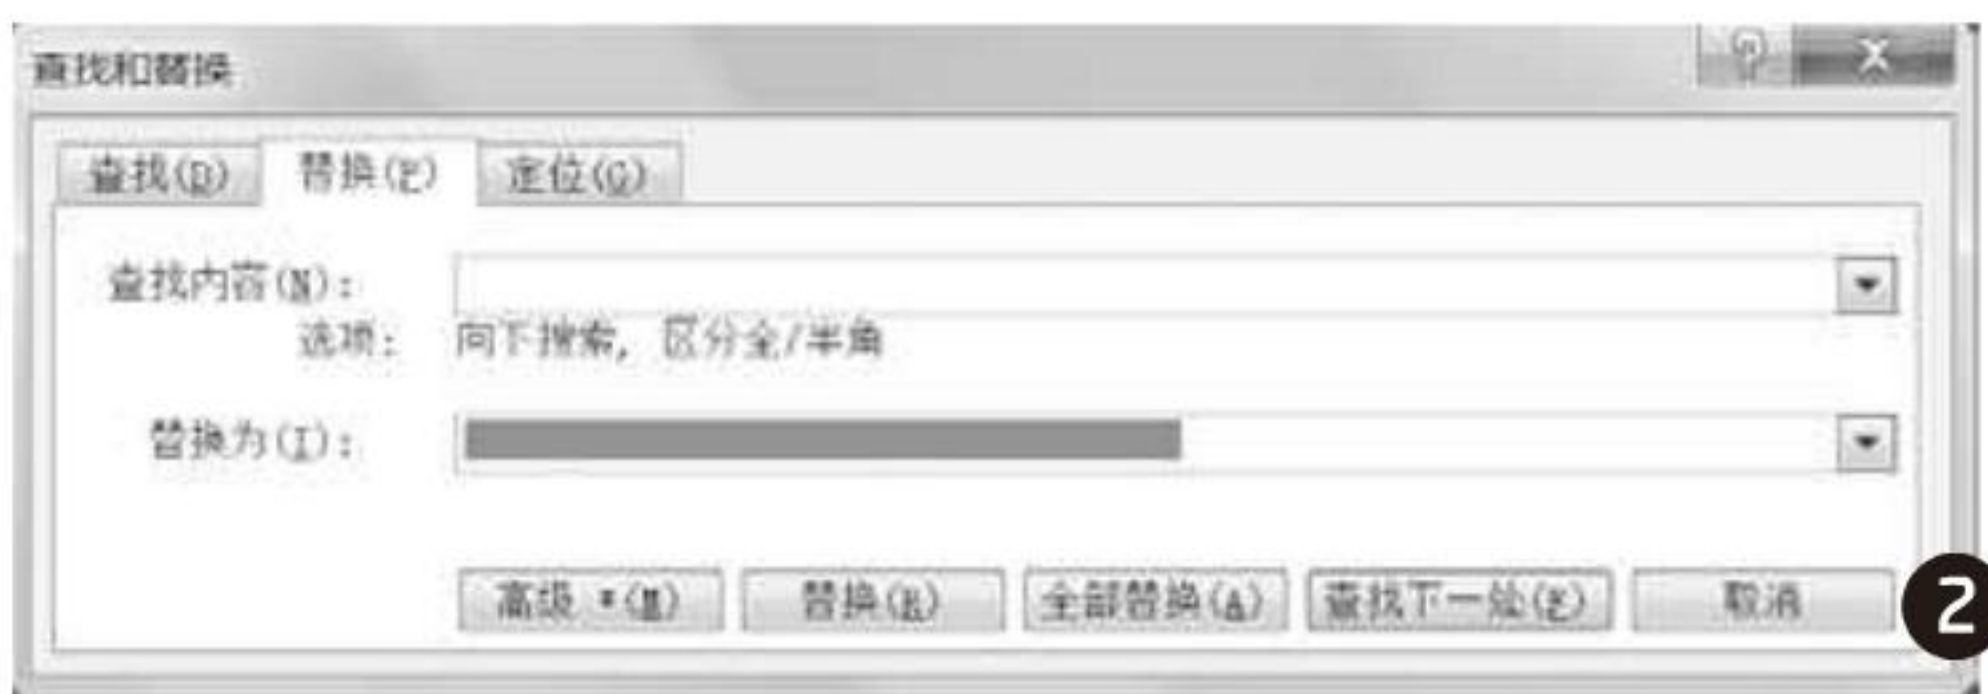 查找和替换
查找(D) 替换(P) 定位(G)
查找内容(N):
选项: 向下搜索, 区分全/半角
替换为(I):
高级 (M) 替换(R) 全部替换(A) 查找下一处(F) 取消
2